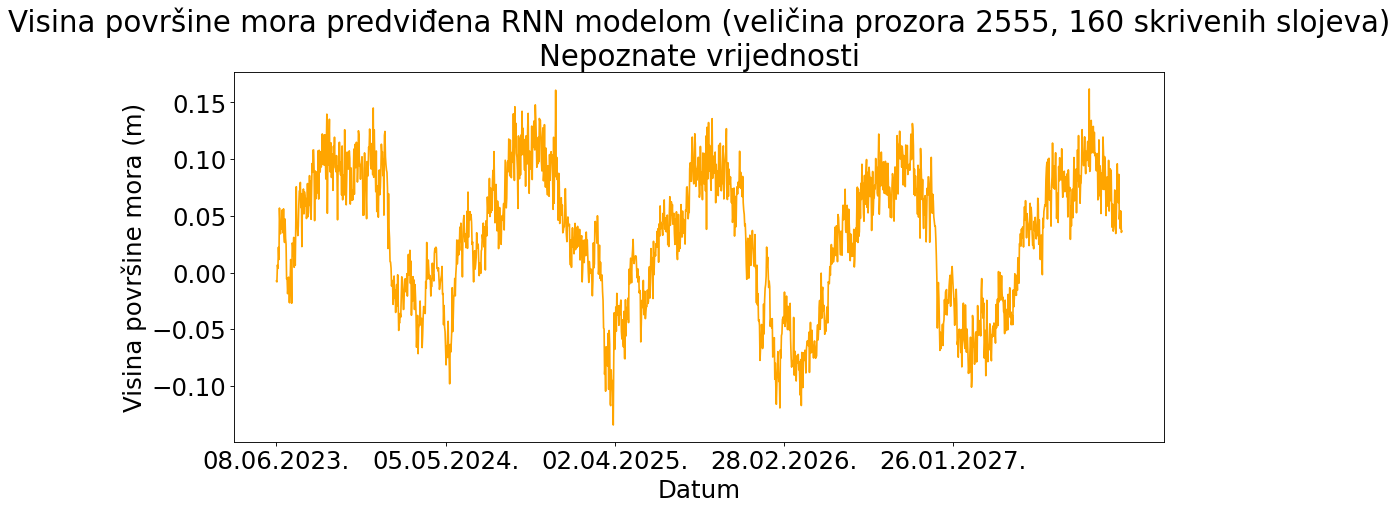 Visina površine mora predviđena RNN modelom (veličina prozora 2555, 160 skrivenih slojeva)
Nepoznate vrijednosti
Visina površine mora (m)
0.15
0.10
0.05
0.00
−0.05
−0.10
08.06.2023.
05.05.2024.
02.04.2025.
28.02.2026.
26.01.2027.
Datum